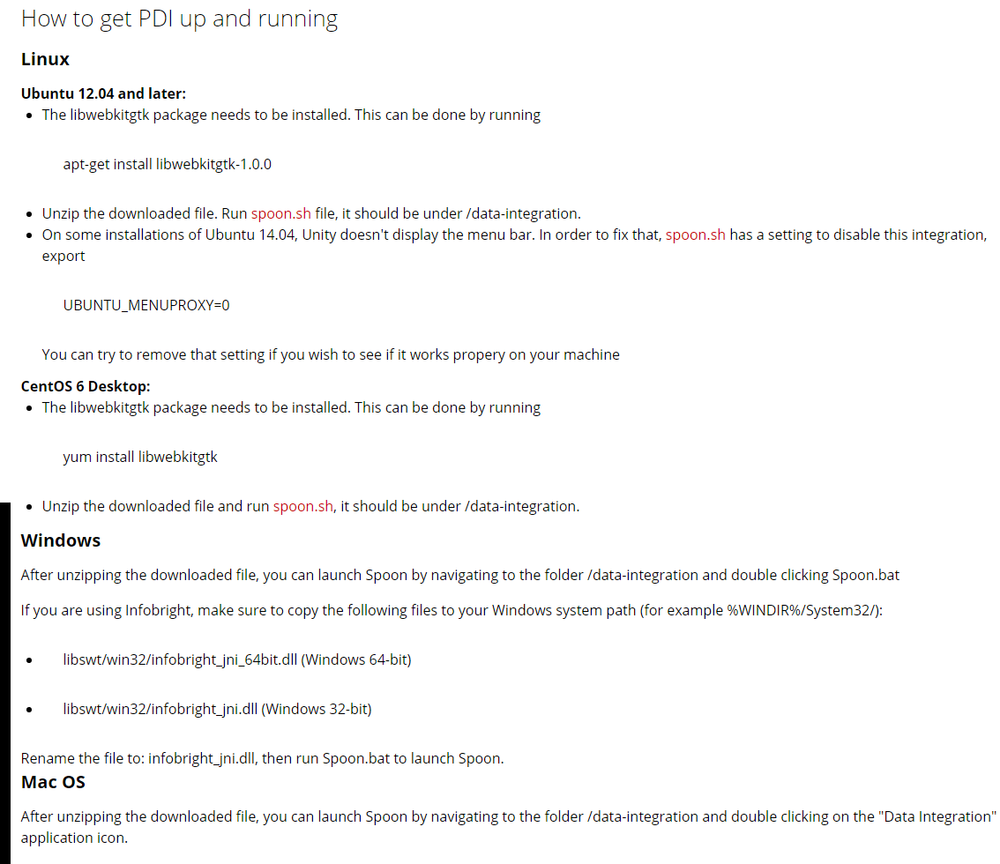 How to get PDI up and running
Linux
Ubuntu 12.04 and later:
• The libwebkitgtk package needs to be installed. This can be done by running
apt-get install libwebkitgtk-1.0.0
• Unzip the downloaded file. Run spoon.sh file, it should be under /data-integration.
• On some installations of Ubuntu 14.04, Unity doesn't display the menu bar. In order to fix that, spoon.sh has a setting to disable this integration,
export
UBUNTU_MENUPROXY=0
You can try to remove that setting if you wish to see if it works propery on your machine
CentOS 6 Desktop:
• The libwebkitgtk package needs to be installed. This can be done by running
yum install libwebkitgtk
• Unzip the downloaded file and run spoon.sh, it should be under /data-integration.
Windows
After unzipping the downloaded file, you can launch Spoon by navigating to the folder /data-integration and double clicking Spoon.bat
If you are using Infobright, make sure to copy the following files to your Windows system path (for example %WINDIR%/System32/):
• libswt/win32/infobright_jni_64bit.dll (Windows 64-bit)
• libswt/win32/infobright_jni.dll (Windows 32-bit)
Rename the file to: infobright_jni.dll, then run Spoon.bat to launch Spoon.
Mac OS
After unzipping the downloaded file, you can launch Spoon by navigating to the folder /data-integration and double clicking on the "Data Integration"
application icon.